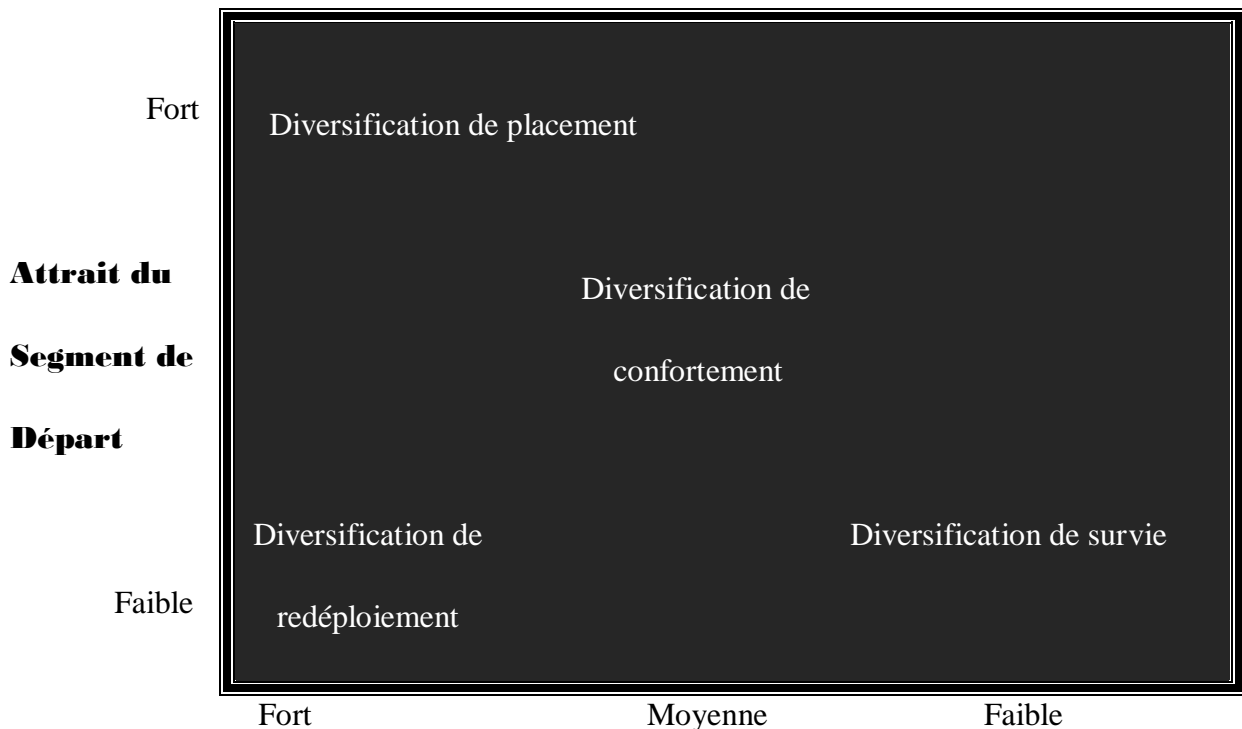 Fort
Diversification de placement
Attrait du
Diversification de
Segment de
confortement
Départ
Diversification de
Diversification de survie
Faible
redéploiement
Fort
Moyenne
Faible